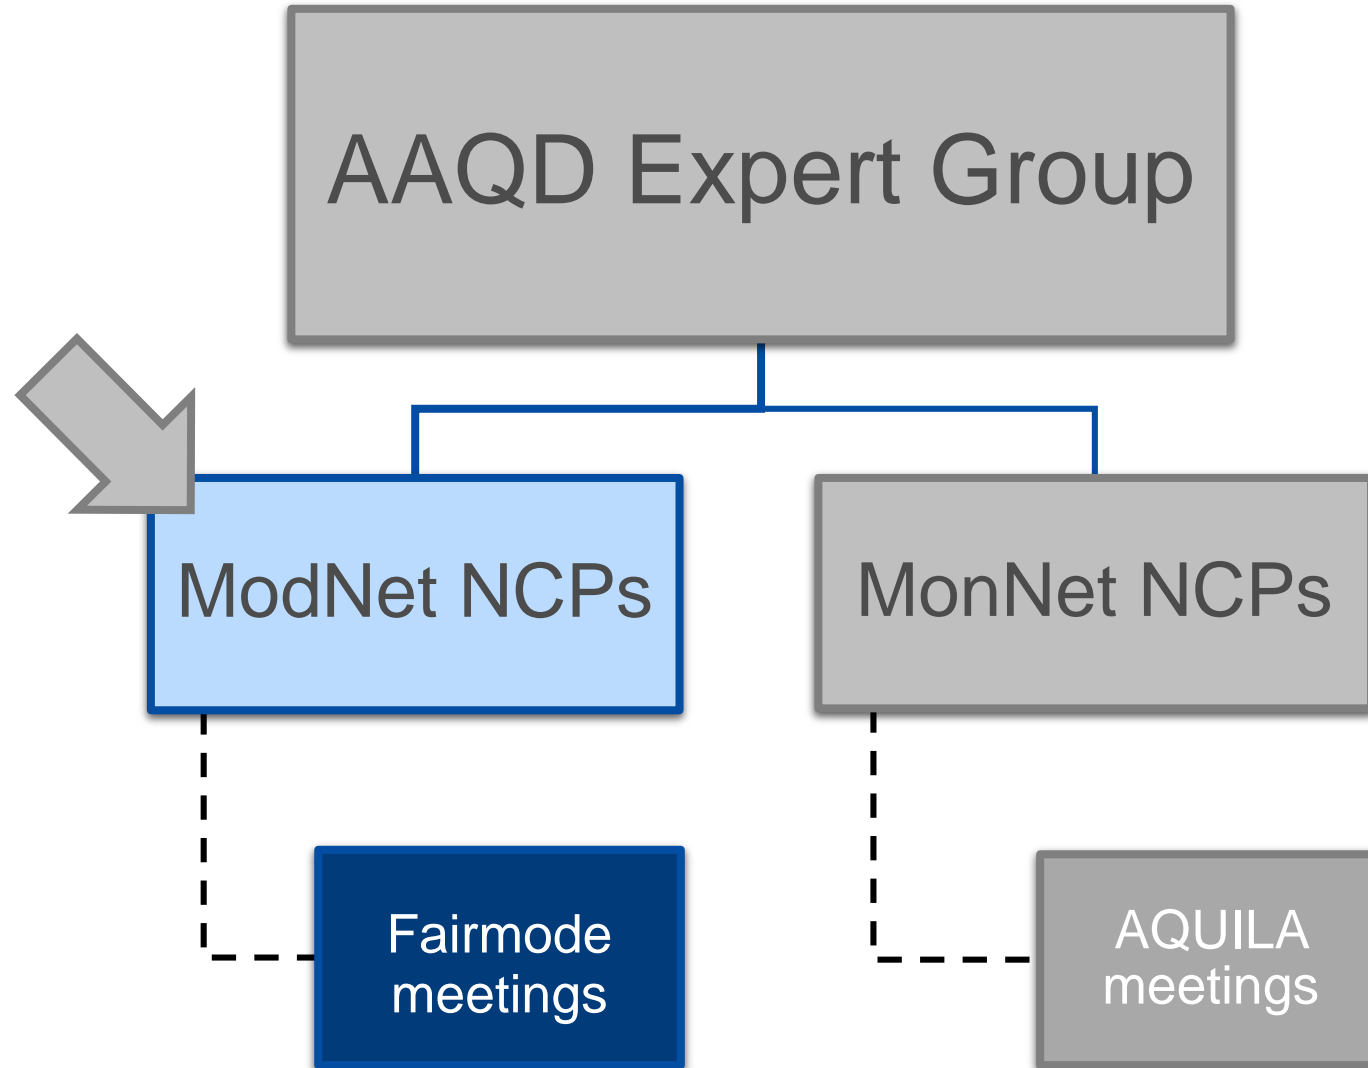 AAQD Expert Group
ModNet NCPs
MonNet NCPs
Fairmode
meetings
AQUILA
meetings